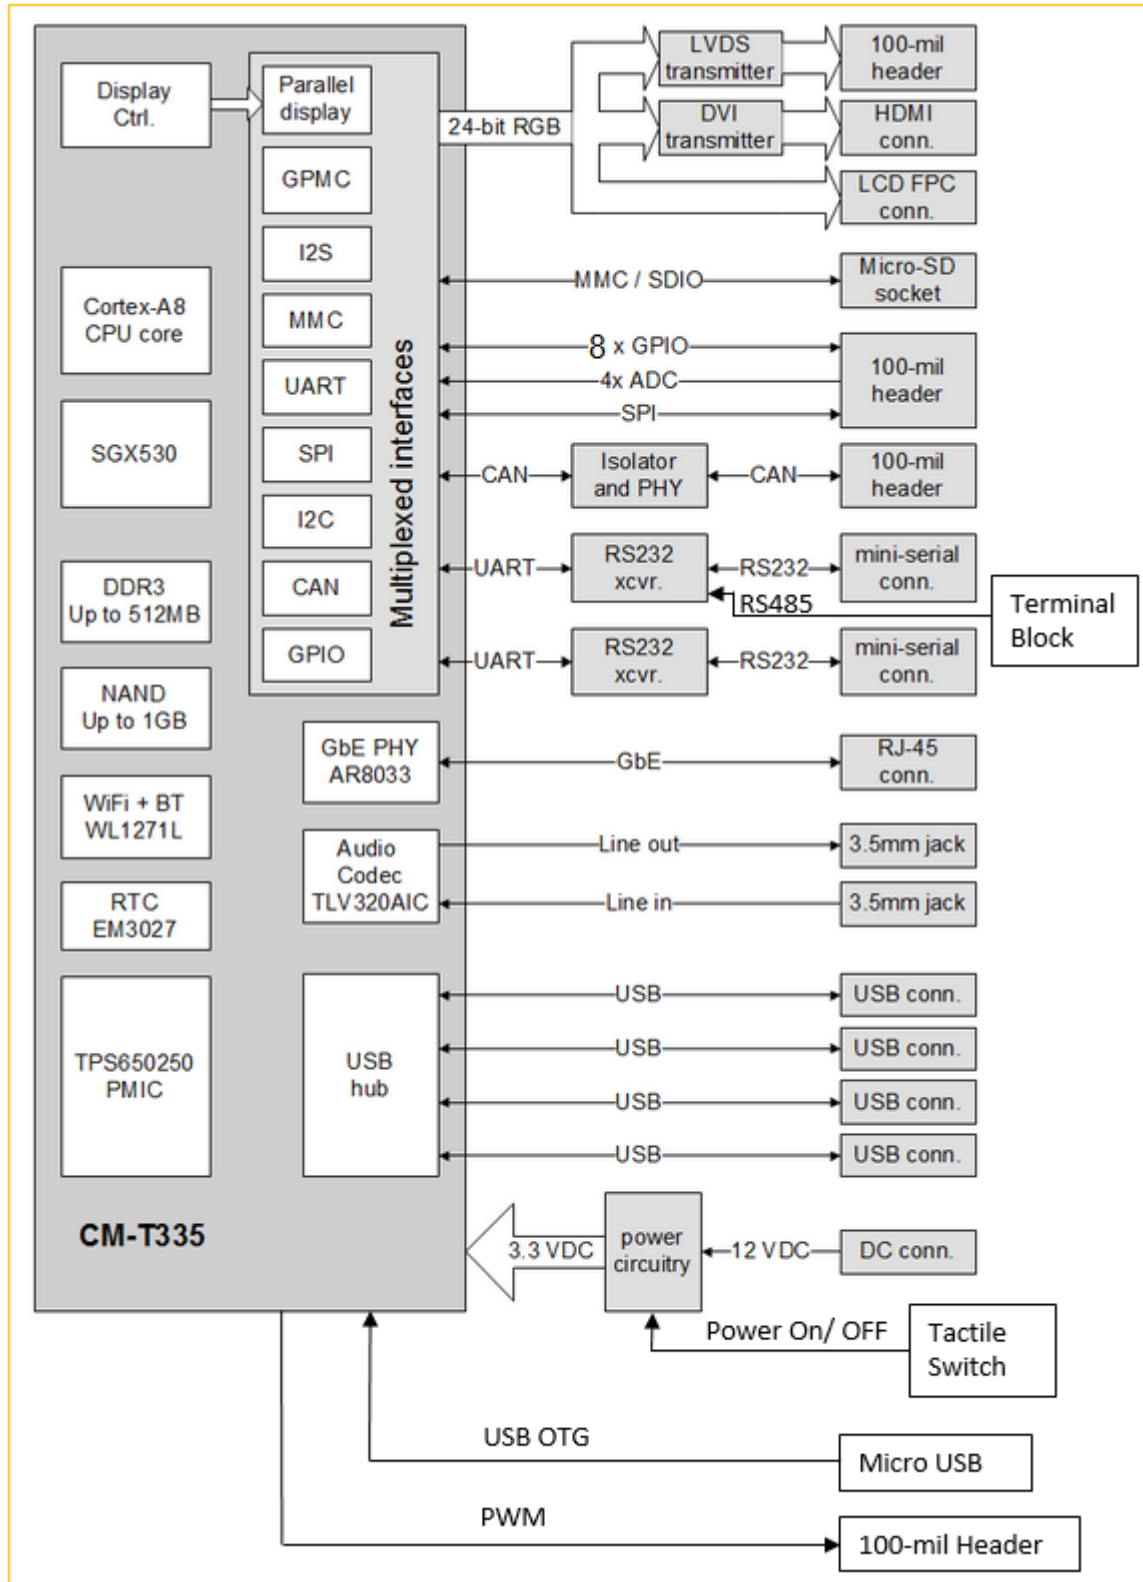 Display
Ctrl.
Parallel
display
GPMC
I2S
MMC
UART
SPI
I2C
CAN
GPIO
Multiplexed interfaces
Cortex-A8
CPU core
SGX530
DDR3
Up to 512MB
NAND
Up to 1GB
WiFi + BT
WL1271L
RTC
EM3027
TPS650250
PMIC
GbE PHY
AR8033
Audio
Codec
TLV320AIC
USB
hub
CM-T335
24-bit RGB
LVDS
transmitter
100-mil
header
DVI
transmitter
HDMI
conn.
LCD FPC
conn.
MMC / SDIO
Micro-SD
socket
8 x GPIO
4x ADC
SPI
100-mil
header
CAN
Isolator
and PHY
CAN
100-mil
header
UART
RS232
xcvr.
RS232
mini-serial
conn.
RS485
Terminal
Block
UART
RS232
xcvr.
RS232
mini-serial
conn.
GbE
RJ-45
conn.
Line out
3.5mm jack
Line in
3.5mm jack
USB
USB conn.
USB
USB conn.
USB
USB conn.
USB
USB conn.
3.3 VDC
power
circuitry
12 VDC
DC conn.
Power On/ OFF
Tactile
Switch
USB OTG
Micro USB
PWM
100-mil Header